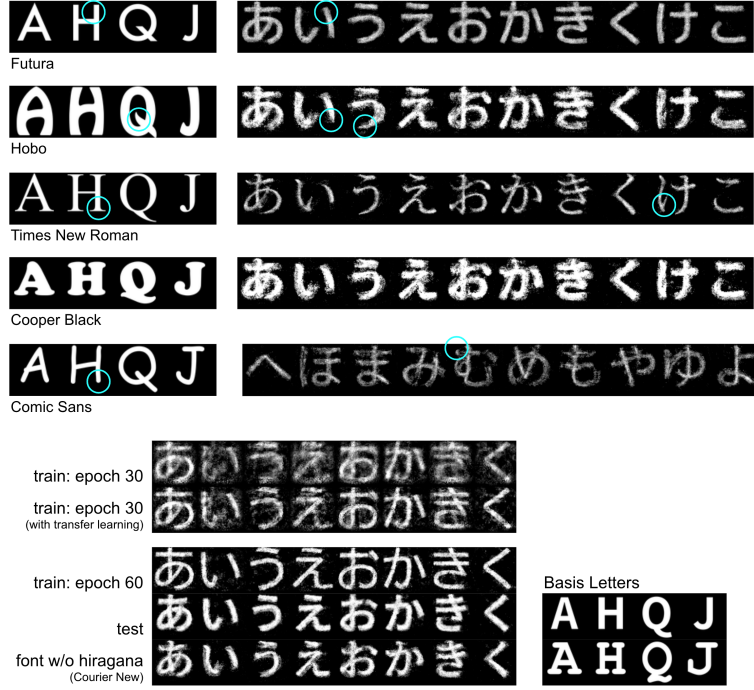 A H Q J あいうえおかきくけこ
Futura
A H Q J あいうえおかきくけこ
Hobo
A H Q J あいうえおかきくけこ
Times New Roman
A H Q J あいうえおかきくけこ
Cooper Black
A H Q J へほまみむめもやゆよ
Comic Sans
train: epoch 30 あいうえおかきく
train: epoch 30 あいうえおかきく
(with transfer learning)
train: epoch 60 あいうえおかきく
test あいうえおかきく
font w/o hiragana あいうえおかきく
(Courier New)
Basis Letters
A H Q J
A H Q J